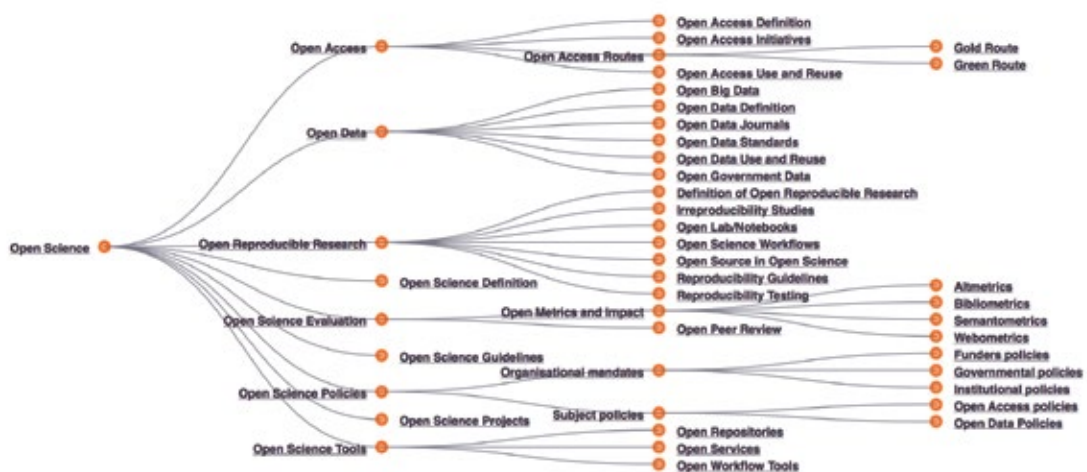 Open Science
Open Access
Open Access Definition
Open Access Initiatives
Open Access Routes
Gold Route
Green Route
Open Access Use and Reuse
Open Data
Open Big Data
Open Data Definition
Open Data Journals
Open Data Standards
Open Data Use and Reuse
Open Government Data
Open Reproducible Research
Definition of Open Reproducible Research
Irreproducibility Studies
Open Lab/Notebooks
Open Science Workflows
Open Source in Open Science
Reproducibility Guidelines
Reproducibility Testing
Open Science Definition
Open Science Evaluation
Open Metrics and Impact
Altmetrics
Bibliometrics
Semantometrics
Webometrics
Open Peer Review
Open Science Guidelines
Open Science Policies
Organisational mandates
Funders policies
Governmental policies
Institutional policies
Subject policies
Open Access policies
Open Data Policies
Open Science Projects
Open Science Tools
Open Repositories
Open Services
Open Workflow Tools